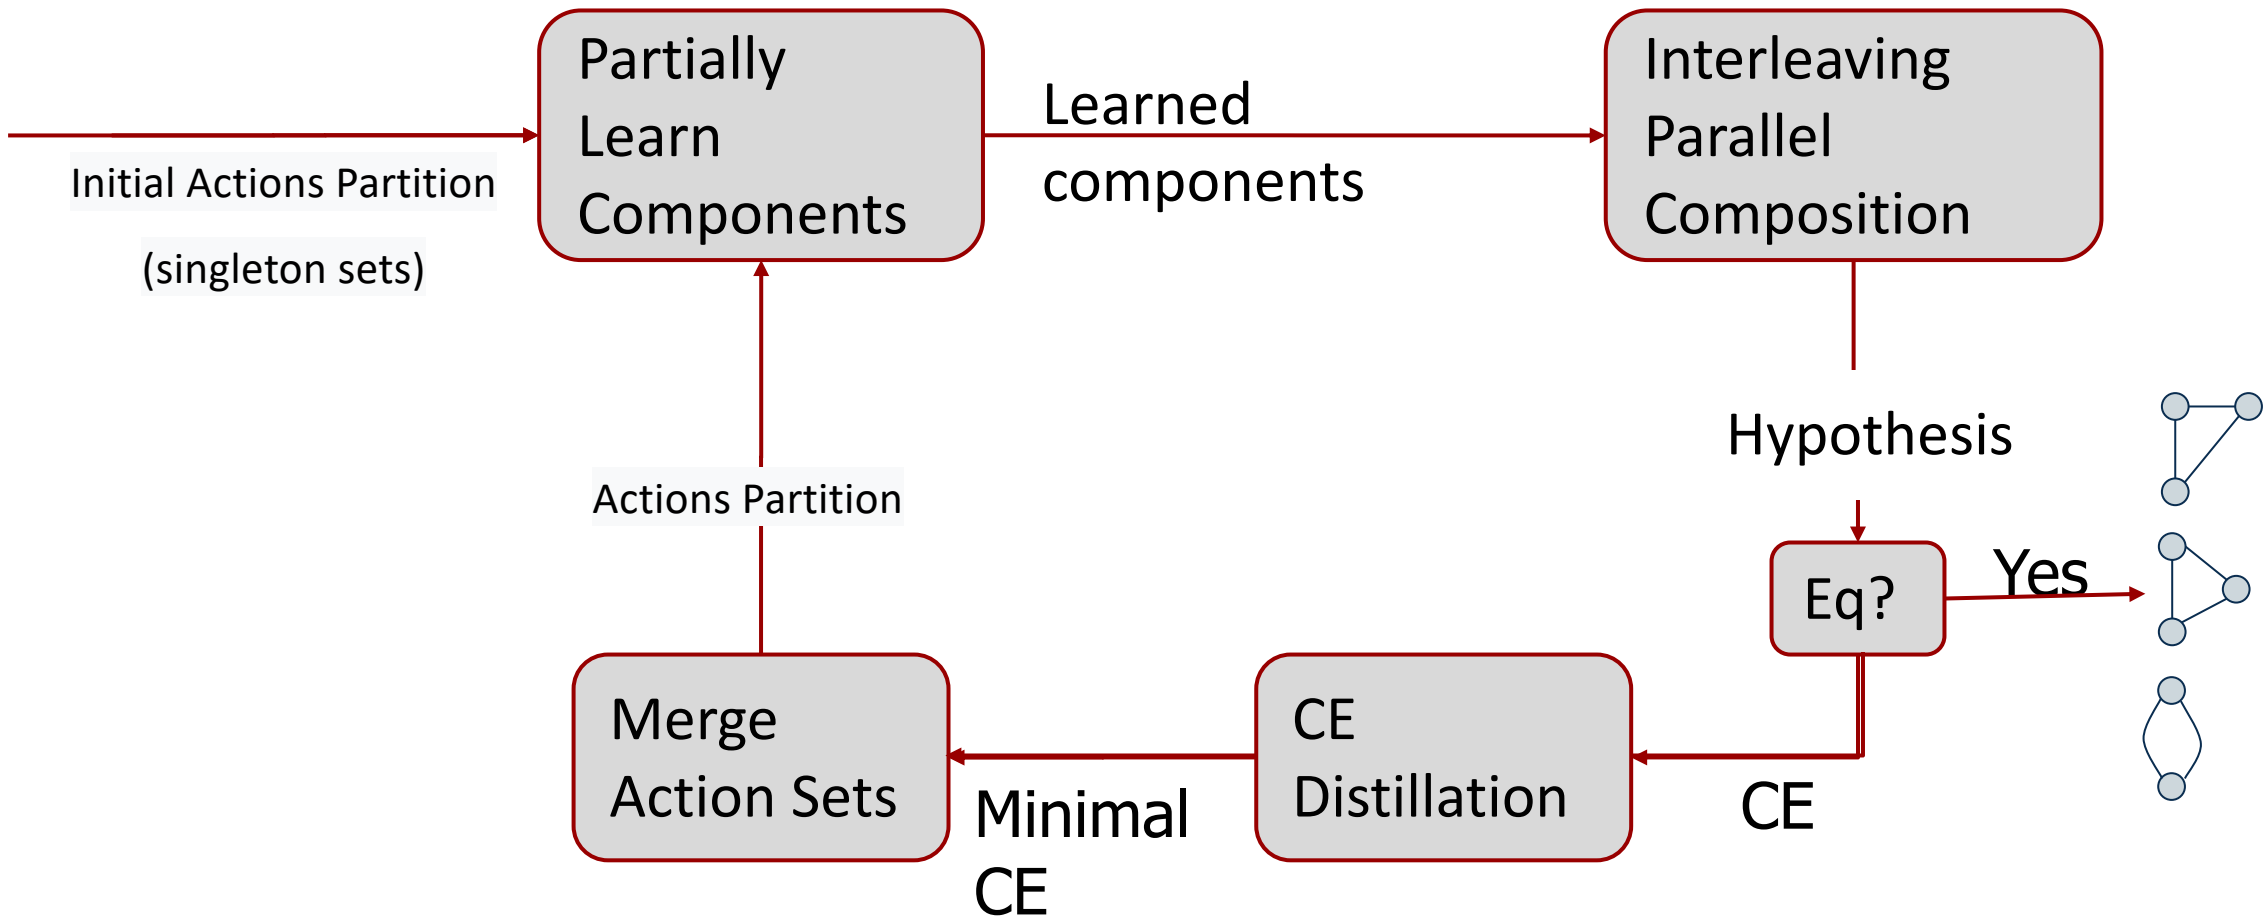 Partially
Learn
Components
Learned
components
Interleaving
Parallel
Composition
Initial Actions Partition
(singleton sets)
Hypothesis
Actions Partition
Eq?
Yes
Merge
Action Sets
Minimal
CE
CE
Distillation
CE